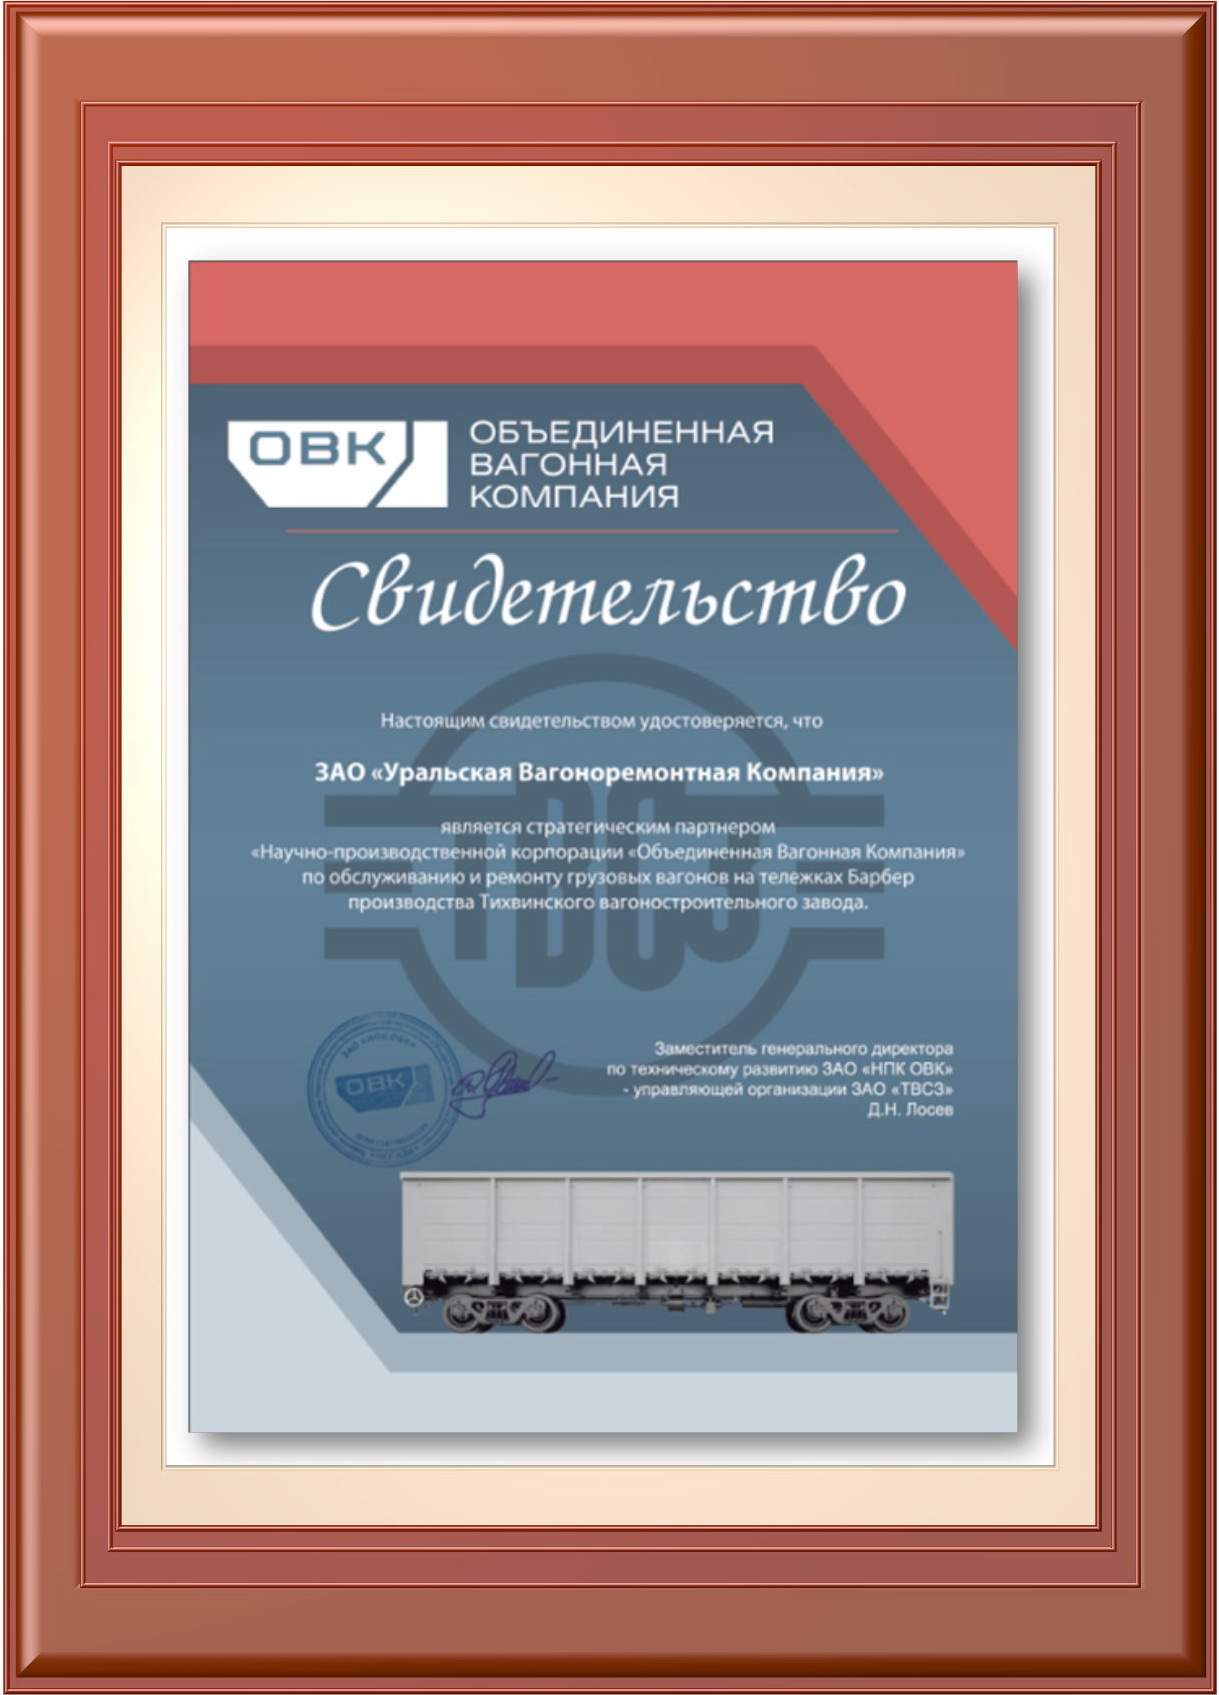 ОВК
ОБЪЕДИНЕННАЯ
ВАГОННАЯ
КОМПАНИЯ
Свидетельство
Настоящим свидетельством удостоверяется, что
ЗАО «Уральская Вагоноремонтная Компания»
является стратегическим партнером
«Научно-производственной корпорации «Объединенная Вагонная Компания»
по обслуживанию и ремонту грузовых вагонов на тележках Барбер
производства Тихвинского вагоностроительного завода.
ТВСЗ
Заместитель генерального директора
по техническому развитию ЗАО «НПК ОВК»
- управляющей организации ЗАО «ТВСЗ»
Д.Н. Лосев
ЗАО «НПК ОВК»
ОВК